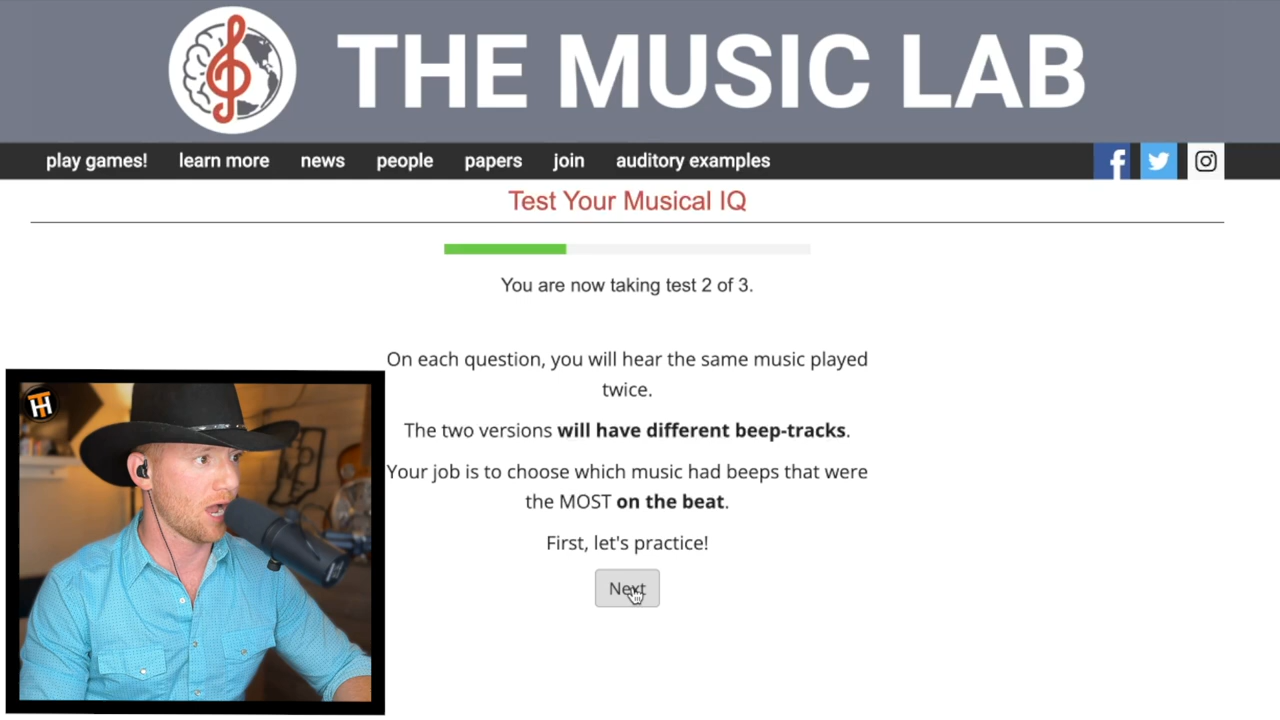 THE MUSIC LAB
play games! learn more news people papers join auditory examples
Test Your Musical IQ
You are now taking test 2 of 3.
On each question, you will hear the same music played
twice.
The two versions will have different beep-tracks.
Your job is to choose which music had beeps that were
the MOST on the beat.
First, let's practice!
Next
TH